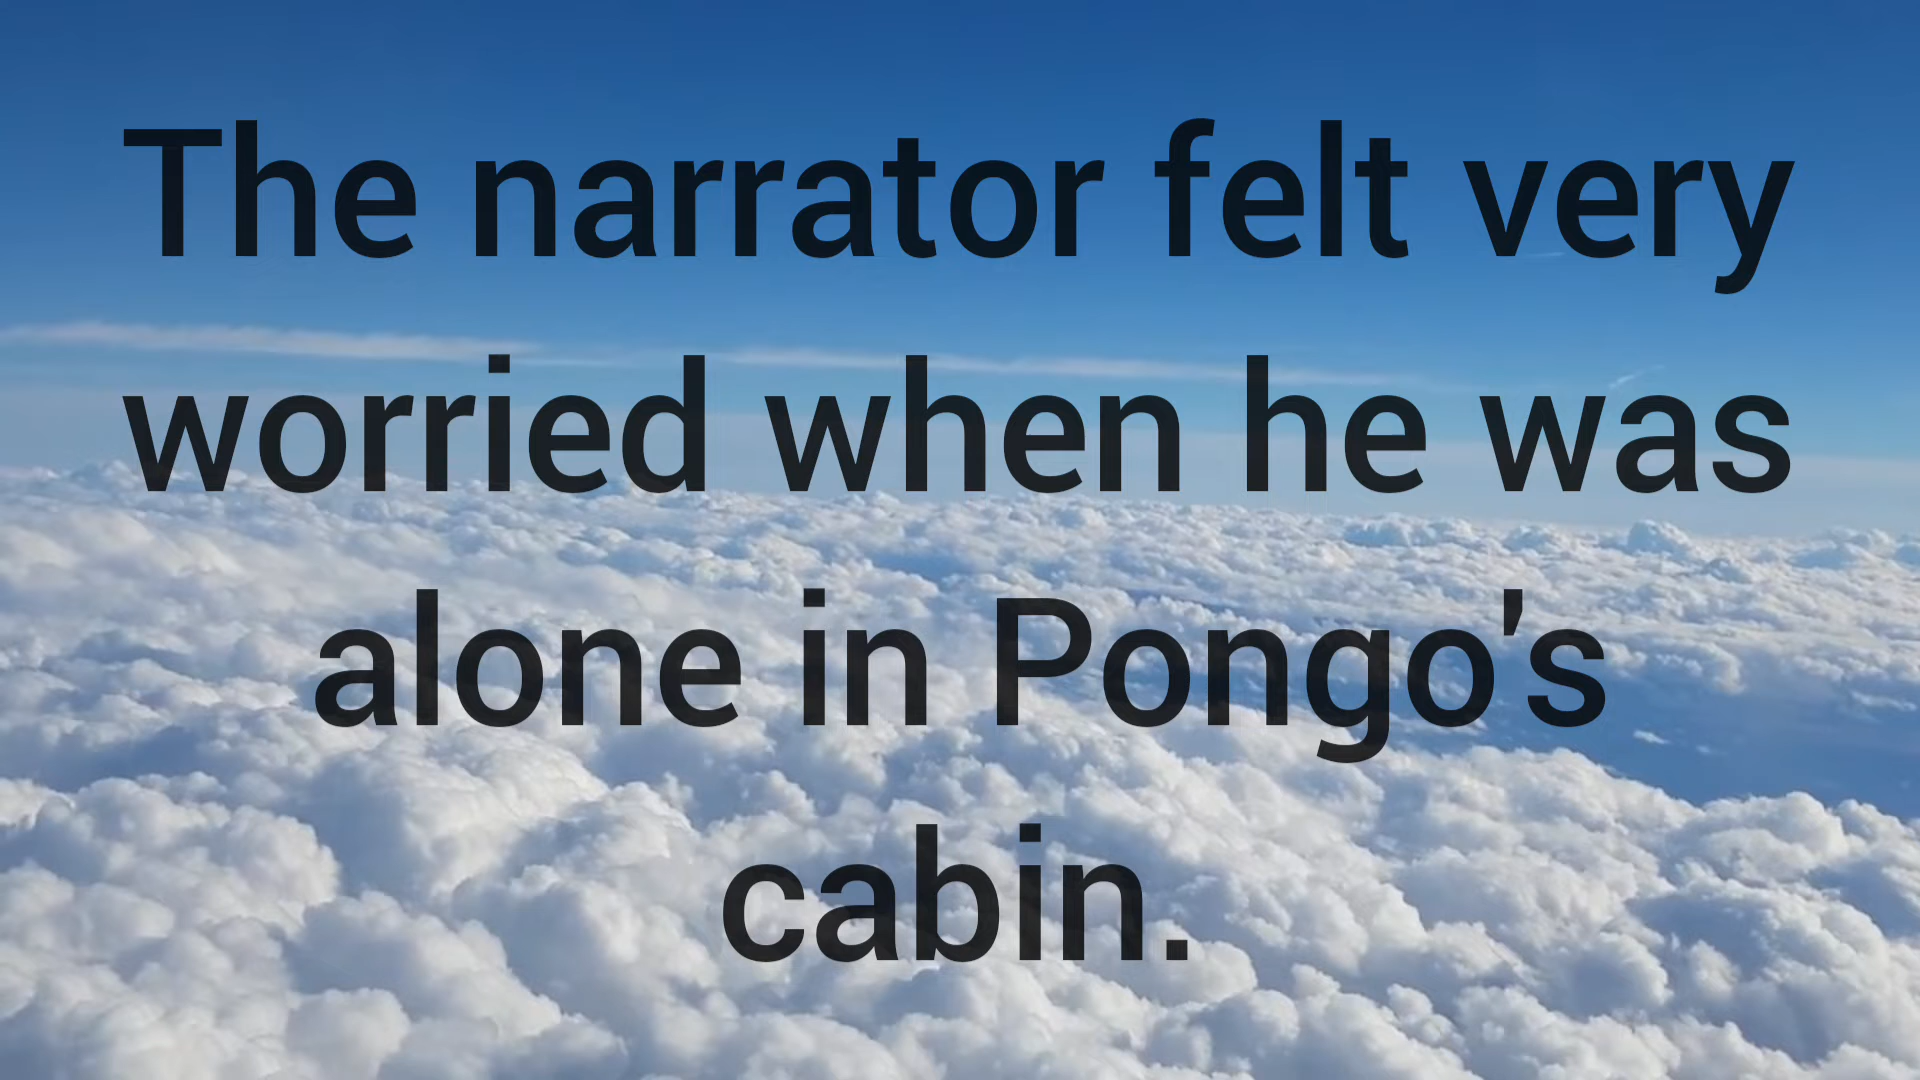 The narrator felt very
worried when he was
alone in Pongo's
cabin.